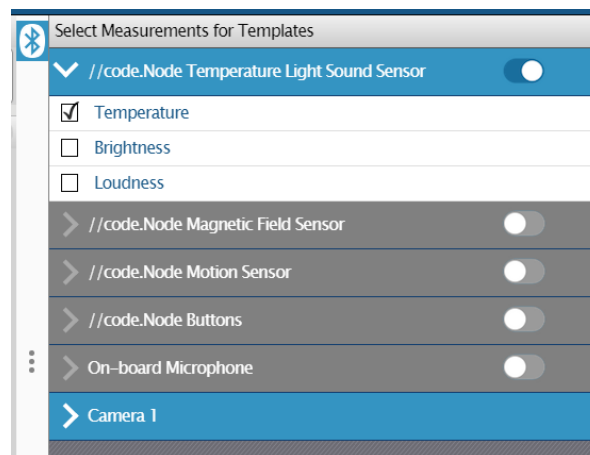 Select Measurements for Templates
//code.Node Temperature Light Sound Sensor
Temperature
Brightness
Loudness
//code.Node Magnetic Field Sensor
//code.Node Motion Sensor
//code.Node Buttons
On-board Microphone
Camera 1